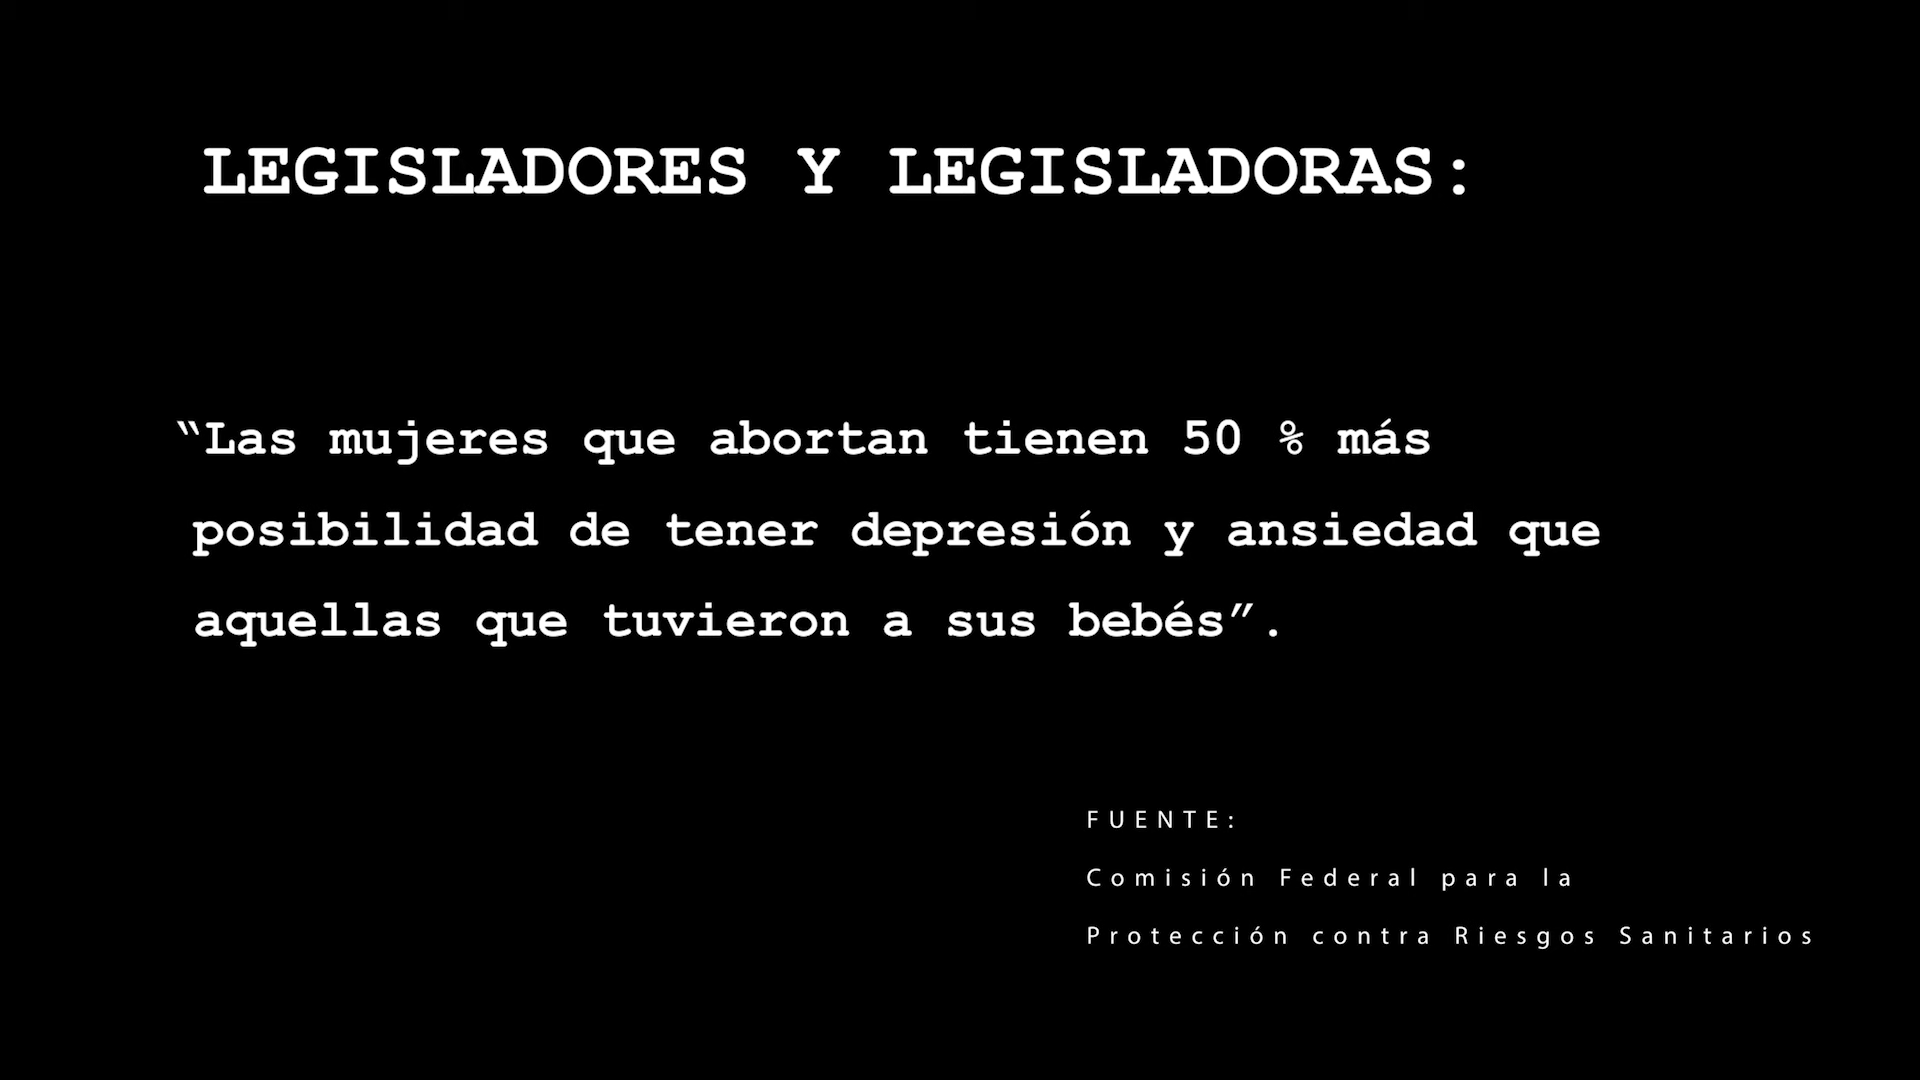 LEGISLADORES Y LEGISLADORAS:
“Las mujeres que abortan tienen 50 % más
posibilidad de tener depresión y ansiedad que
aquellas que tuvieron a sus bebés”.
FUENTE:
Comisión Federal para la
Protección contra Riesgos Sanitarios